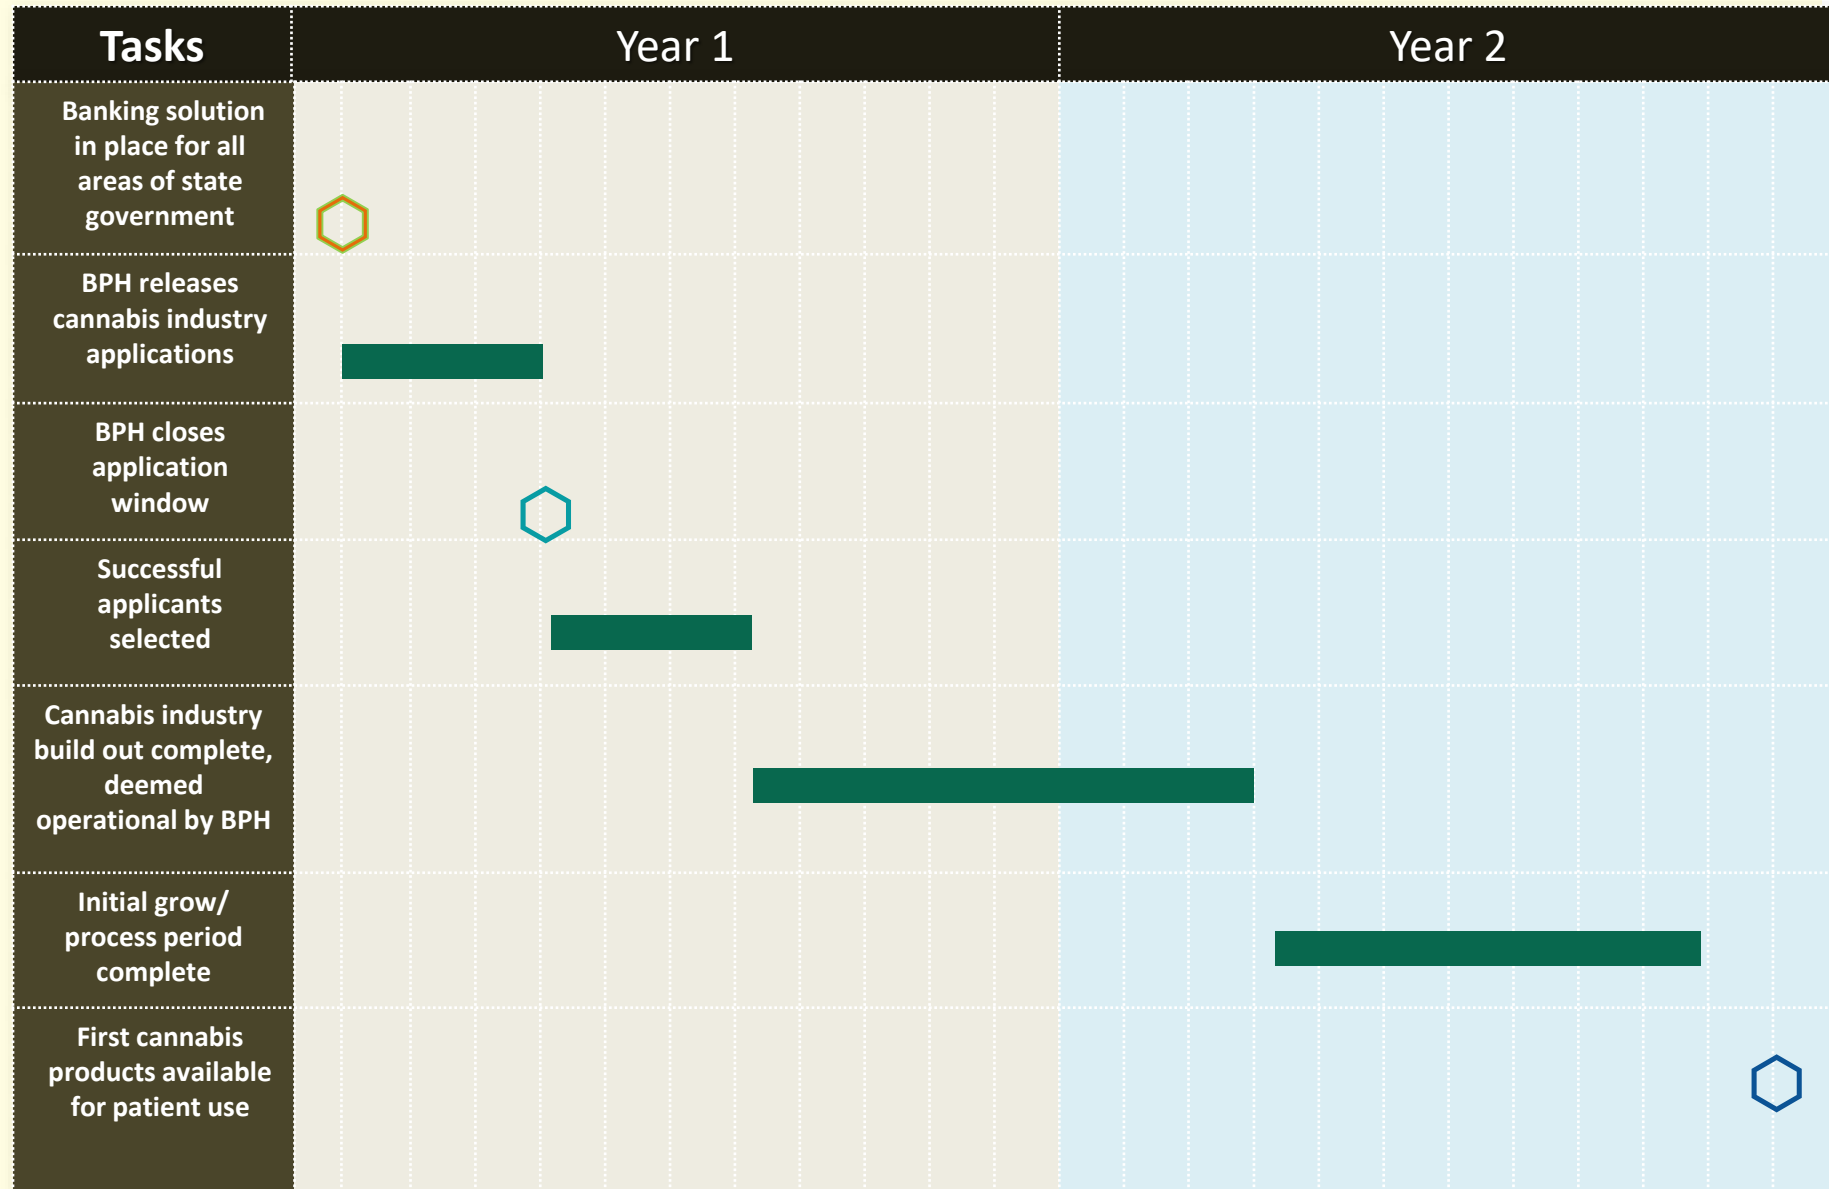 Tasks
Year 1
Year 2
Banking solution
in place for all
areas of state
government
BPH releases
cannabis industry
applications
BPH closes
application
window
Successful
applicants
selected
Cannabis industry
build out complete,
deemed
operational by BPH
Initial grow/
process period
complete
First cannabis
products available
for patient use